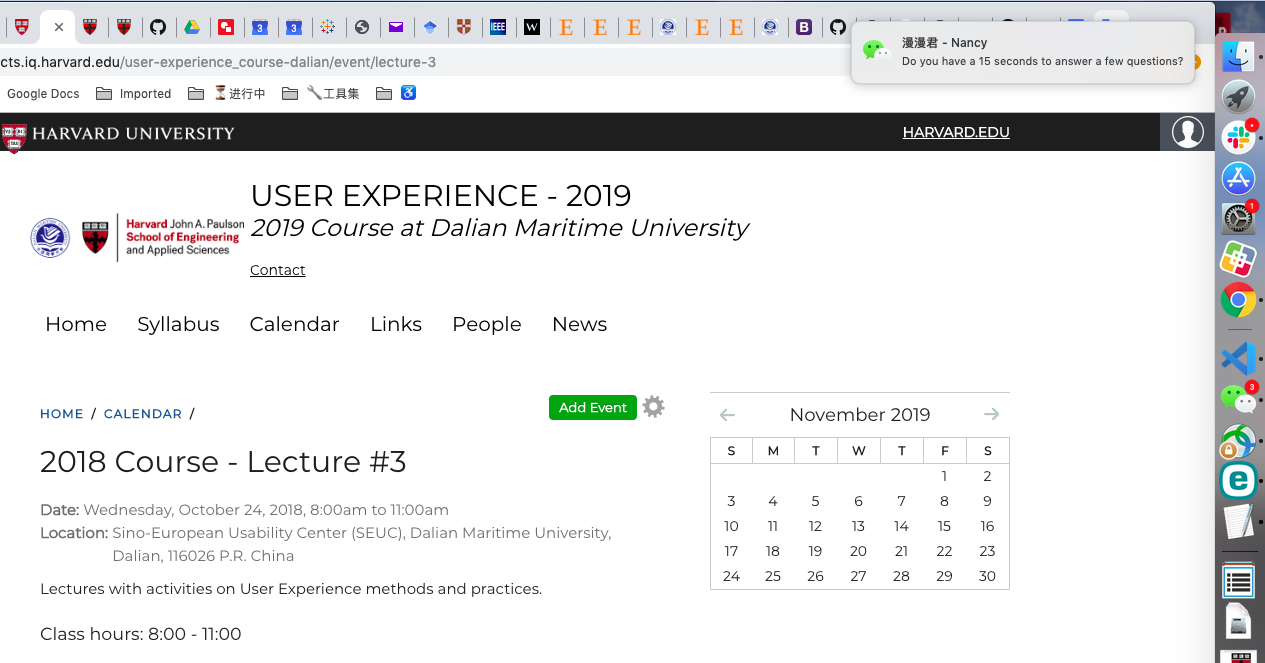 IEEE
W
E
E
E
E
E
B
漫漫君 - Nancy
Do you have a 15 seconds to answer a few questions?
cts.iq.harvard.edu/user-experience_course-dalian/event/lecture-3
Google Docs Imported ⏳进行中 🔧工具集
HARVARD UNIVERSITY
HARVARD.EDU
USER EXPERIENCE - 2019
2019 Course at Dalian Maritime University
Harvard John A. Paulson
School of Engineering
and Applied Sciences
Contact
Home Syllabus Calendar Links People News
HOME / CALENDAR /
Add Event
2018 Course - Lecture #3
Date: Wednesday, October 24, 2018, 8:00am to 11:00am
Location: Sino-European Usability Center (SEUC), Dalian Maritime University,
Dalian, 116026 P.R. China
Lectures with activities on User Experience methods and practices.
Class hours: 8:00 - 11:00
November 2019
S M T W T F S
1 2
3 4 5 6 7 8 9
10 11 12 13 14 15 16
17 18 19 20 21 22 23
24 25 26 27 28 29 30
1
3